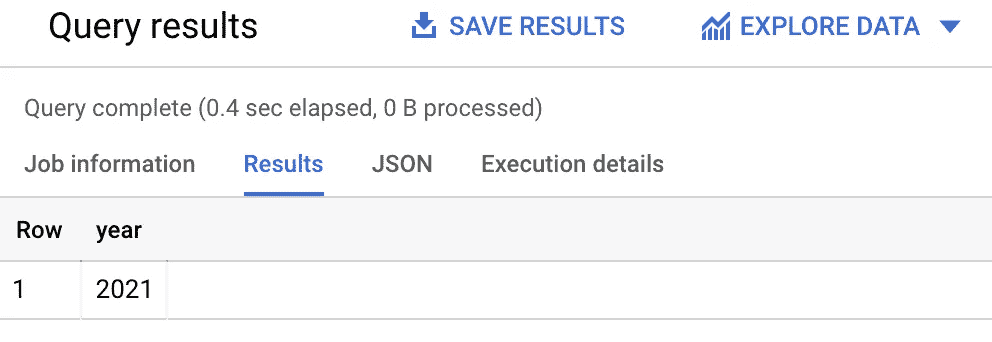 Query results SAVE RESULTS EXPLORE DATA
Query complete (0.4 sec elapsed, 0 B processed)
Job information Results JSON Execution details
Row year
1 2021